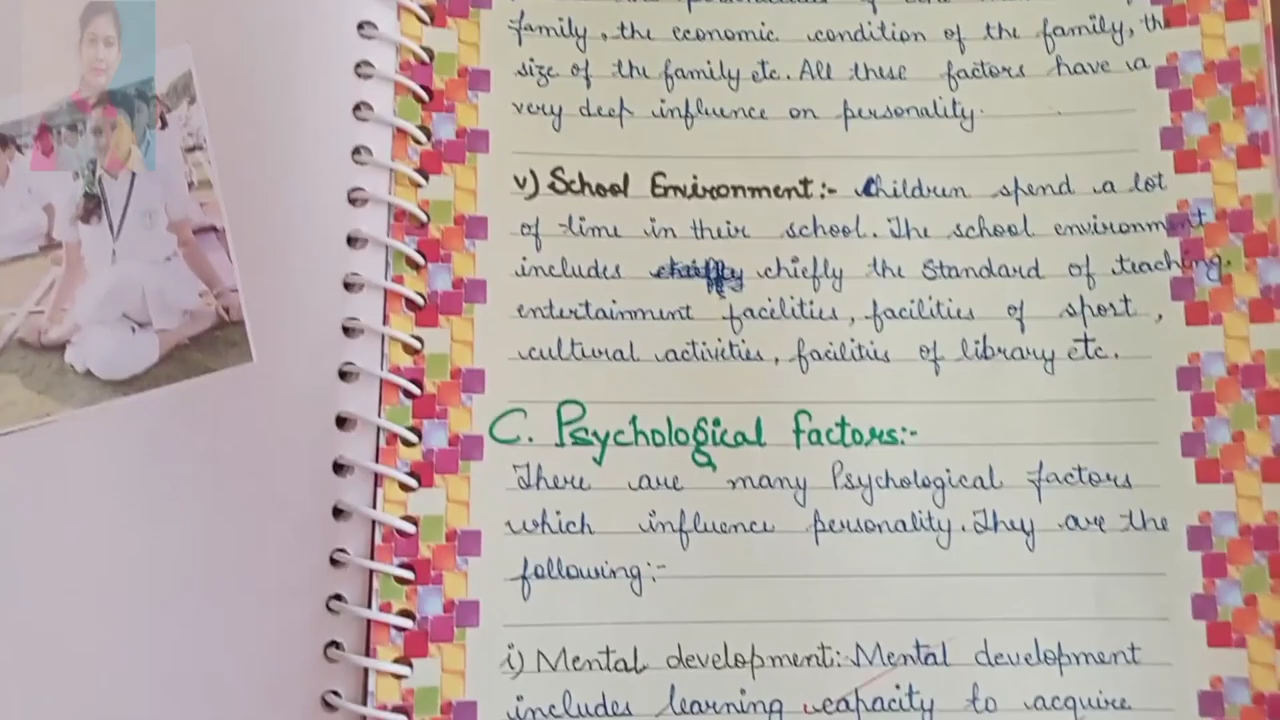 family, the economic condition of the family, the
size of the family etc. All these factors have a
very deep influence on personality.
v) School Environment:- Children spend a lot
of time in their school. The school environment
includes chiefly the Standard of teaching.
entertainment facilities, facilities of sport,
cultural activities, facilities of library etc.
C. Psychological factors:-
There are many Psychological factors
which influence personality. They are the
following:-
i) Mental development:- Mental development
includes learning capacity to acquire